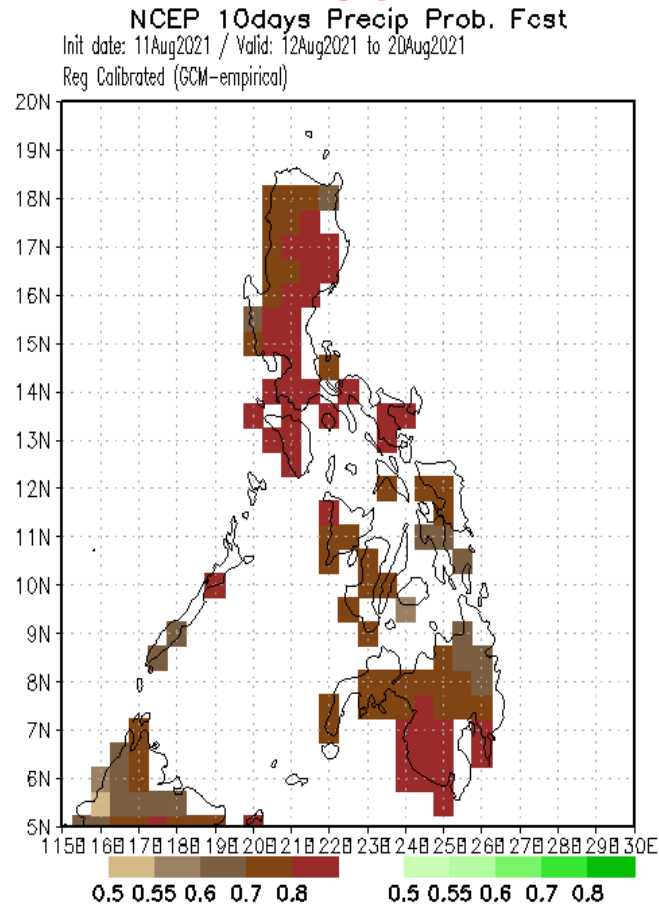 NCEP 10days Precip Prob. Fcst
Init date: 11Aug2021 / Valid: 12Aug2021 to 20Aug2021
Reg Calibrated (GCM-empirical)
20N
19N
18N
17N
16N
15N
14N
13N
12N
11N
10N
9N
8N
7N
6N
5N
115E 116E 117E 118E 119E 120E 121E 122E 123E 124E 125E 126E 127E 128E 129E 130E
0.5 0.55 0.6 0.7 0.8 0.5 0.55 0.6 0.7 0.8